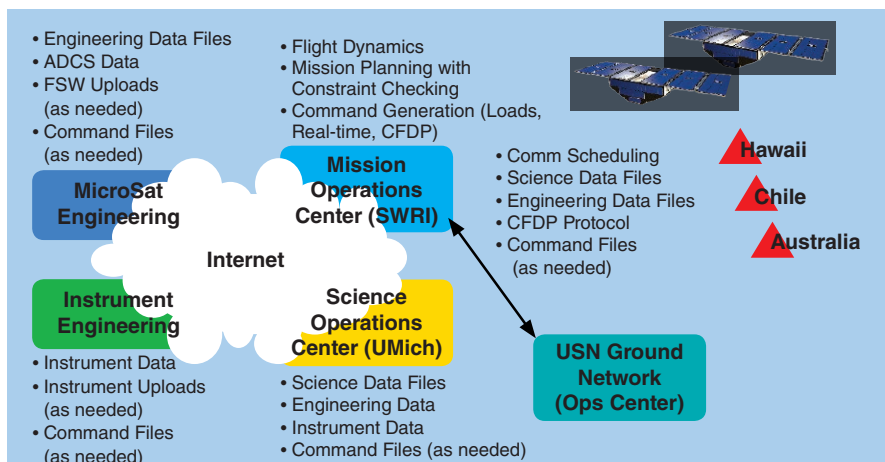 • Engineering Data Files
• ADCS Data
• FSW Uploads
(as needed)
• Command Files
(as needed)
MicroSat
Engineering
• Flight Dynamics
• Mission Planning with
Constraint Checking
• Command Generation (Loads,
Real-time, CFDP)
Mission
Operations
Center (SWRI)
Internet
Instrument
Engineering
• Instrument Data
• Instrument Uploads
(as needed)
• Command Files
(as needed)
Science
Operations
Center (UMich)
• Science Data Files
• Engineering Data
• Instrument Data
• Command Files (as needed)
• Comm Scheduling
• Science Data Files
• Engineering Data Files
• CFDP Protocol
• Command Files
(as needed)
Hawaii
Chile
Australia
USN Ground
Network
(Ops Center)